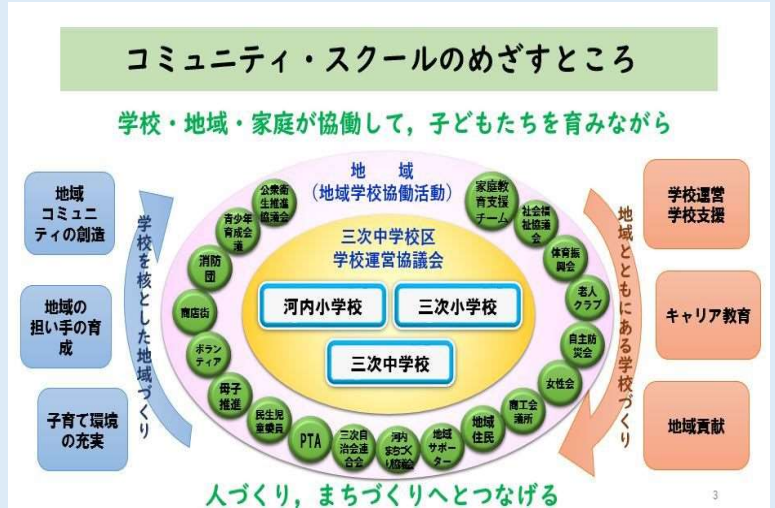 コミュニティ・スクールのめざすところ
学校・地域・家庭が協働して，子どもたちを育みながら
地域
コミュニ
ティの創造
地域の
担い手の育
成
子育て環境
の充実
学校を核とした地域づくり
地　域
（地域学校協働活動）
三次中学校区
学校運営協議会
河内小学校
三次小学校
三次中学校
公衆衛
生推進
協議会
青少年
育成会
議
消防
団
商店街
ボラン
ティア
母子
推進
民生児
童委員
PTA
三次自
治会連
合会
河内
まちづく
り協議会
地域
サポー
ター
地域
住民
商工会
議所
女性会
自主防
災会
老人
クラブ
体育振
興会
社会福
祉協議
会
家庭教
育支援
チーム
地域とともにある学校づくり
学校運営
学校支援
キャリア教育
地域貢献
人づくり，まちづくりへとつなげる
3